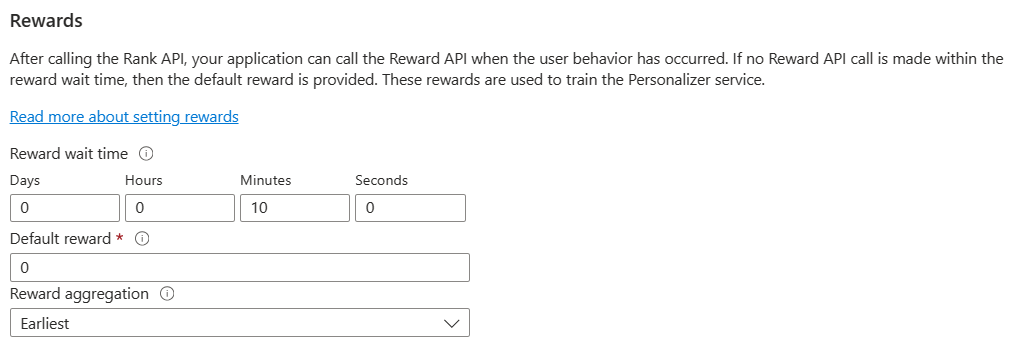 Rewards
After calling the Rank API, your application can call the Reward API when the user behavior has occurred. If no Reward API call is made within the
reward wait time, then the default reward is provided. These rewards are used to train the Personalizer service.
Read more about setting rewards
Reward wait time
Days Hours Minutes Seconds
0 0 10 0
Default reward *
0
Reward aggregation
Earliest